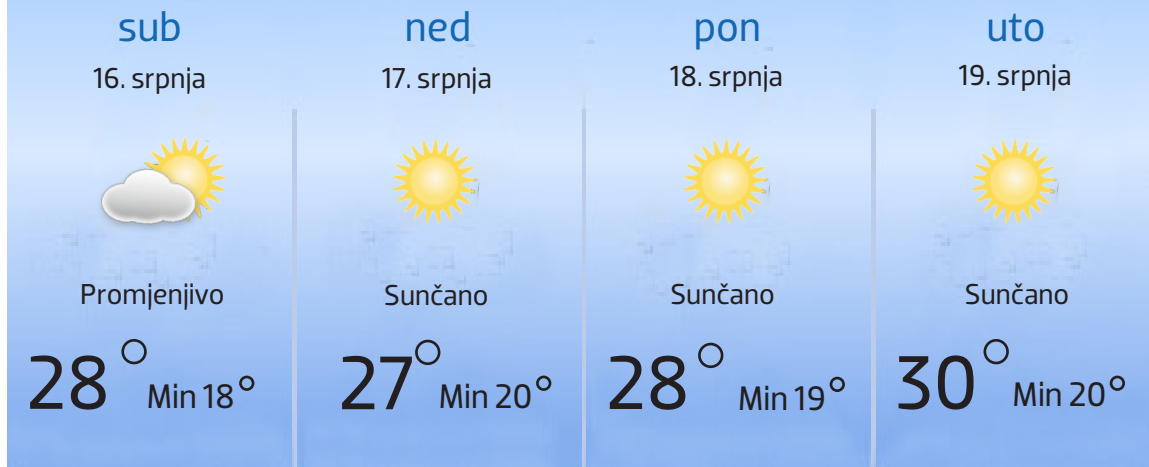 sub
16. srpnja
Promjenjivo
28° Min 18°
ned
17. srpnja
Sunčano
27° Min 20°
pon
18. srpnja
Sunčano
28° Min 19°
uto
19. srpnja
Sunčano
30° Min 20°